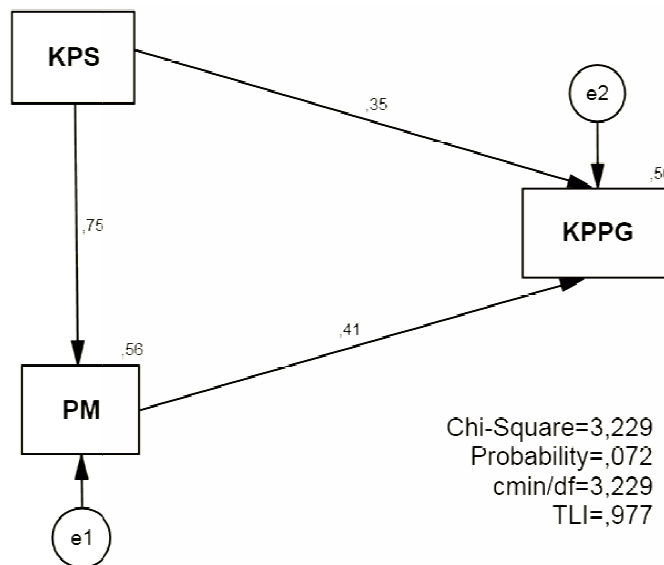 KPS
,35
e2
,75
KPPG
,41
,56
PM
Chi-Square=3,229
Probability=,072
cmin/df=3,229
TLI=,977
e1